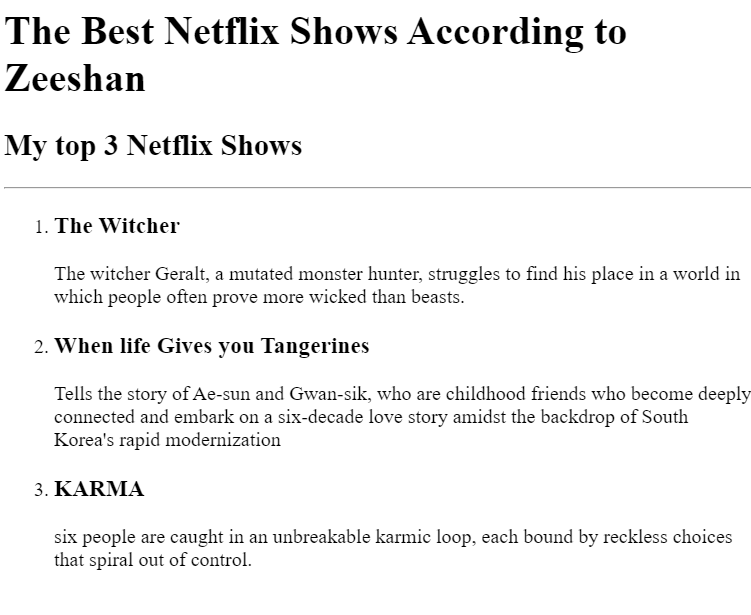 The Best Netflix Shows According to
Zeeshan
My top 3 Netflix Shows
1. The Witcher
The witcher Geralt, a mutated monster hunter, struggles to find his place in a world in
which people often prove more wicked than beasts.
2. When life Gives you Tangerines
Tells the story of Ae-sun and Gwan-sik, who are childhood friends who become deeply
connected and embark on a six-decade love story amidst the backdrop of South
Korea's rapid modernization
3. KARMA
six people are caught in an unbreakable karmic loop, each bound by reckless choices
that spiral out of control.